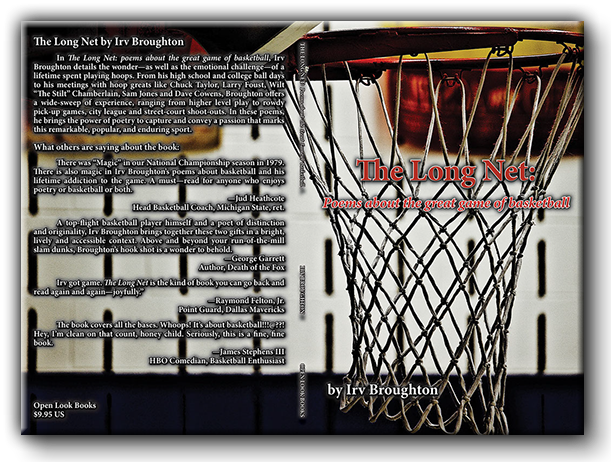 The Long Net by Irv Broughton
In The Long Net: poems about the great game of basketball, Irv
Broughton details the wonder—as well as the emotional challenge—of a
lifetime spent playing hoops. From his high school and college ball days
to his meetings with hoop greats like Chuck Taylor, Larry Foust, Wilt
"The Stilt" Chamberlain, Sam Jones and Dave Cowens, Broughton offers
a wide-sweep of experience, ranging from higher level play to rowdy
pick-up games, city league and street-court shoot-outs. In these poems,
he brings the power of poetry to capture and convey a passion that marks
this remarkable, popular, and enduring sport.
What others are saying about the book:
There was "Magic" in our National Championship season in 1979.
There is also magic in Irv Broughton's poems about basketball and his
lifetime addiction to the game. A must—read for anyone who enjoys
poetry or basketball or both
—Jud Heathcote
Head Basketball Coach, Michigan State, ret.
A top-flight basketball player himself and a poet of distinction
and originality, Irv Broughton brings together these two gifts in a bright,
lively and accessible context. Above and beyond your run-of-the-mill
slam dunks, Broughton's hook shot is a wonder to behold.
—George Garrett
Author, Death of the Fox
Irv got game. The Long Net is the kind of book you can go back and
read again and again—joyfully."
—Raymond Felton, Jr.
Point Guard, Dallas Mavericks
The book covers all the bases. Whoops! It's about basketball!!!
Hey, I'm clean on that count, honey child. Seriously, this is a fine, fine
book.
—James Stephens III
HBO Comedian, Basketball Enthusiast
Open Look Books
$9.95 US
OPEN LOOK BOOKS
The Long Net:
Poems about the great game of basketball
by Irv Broughton